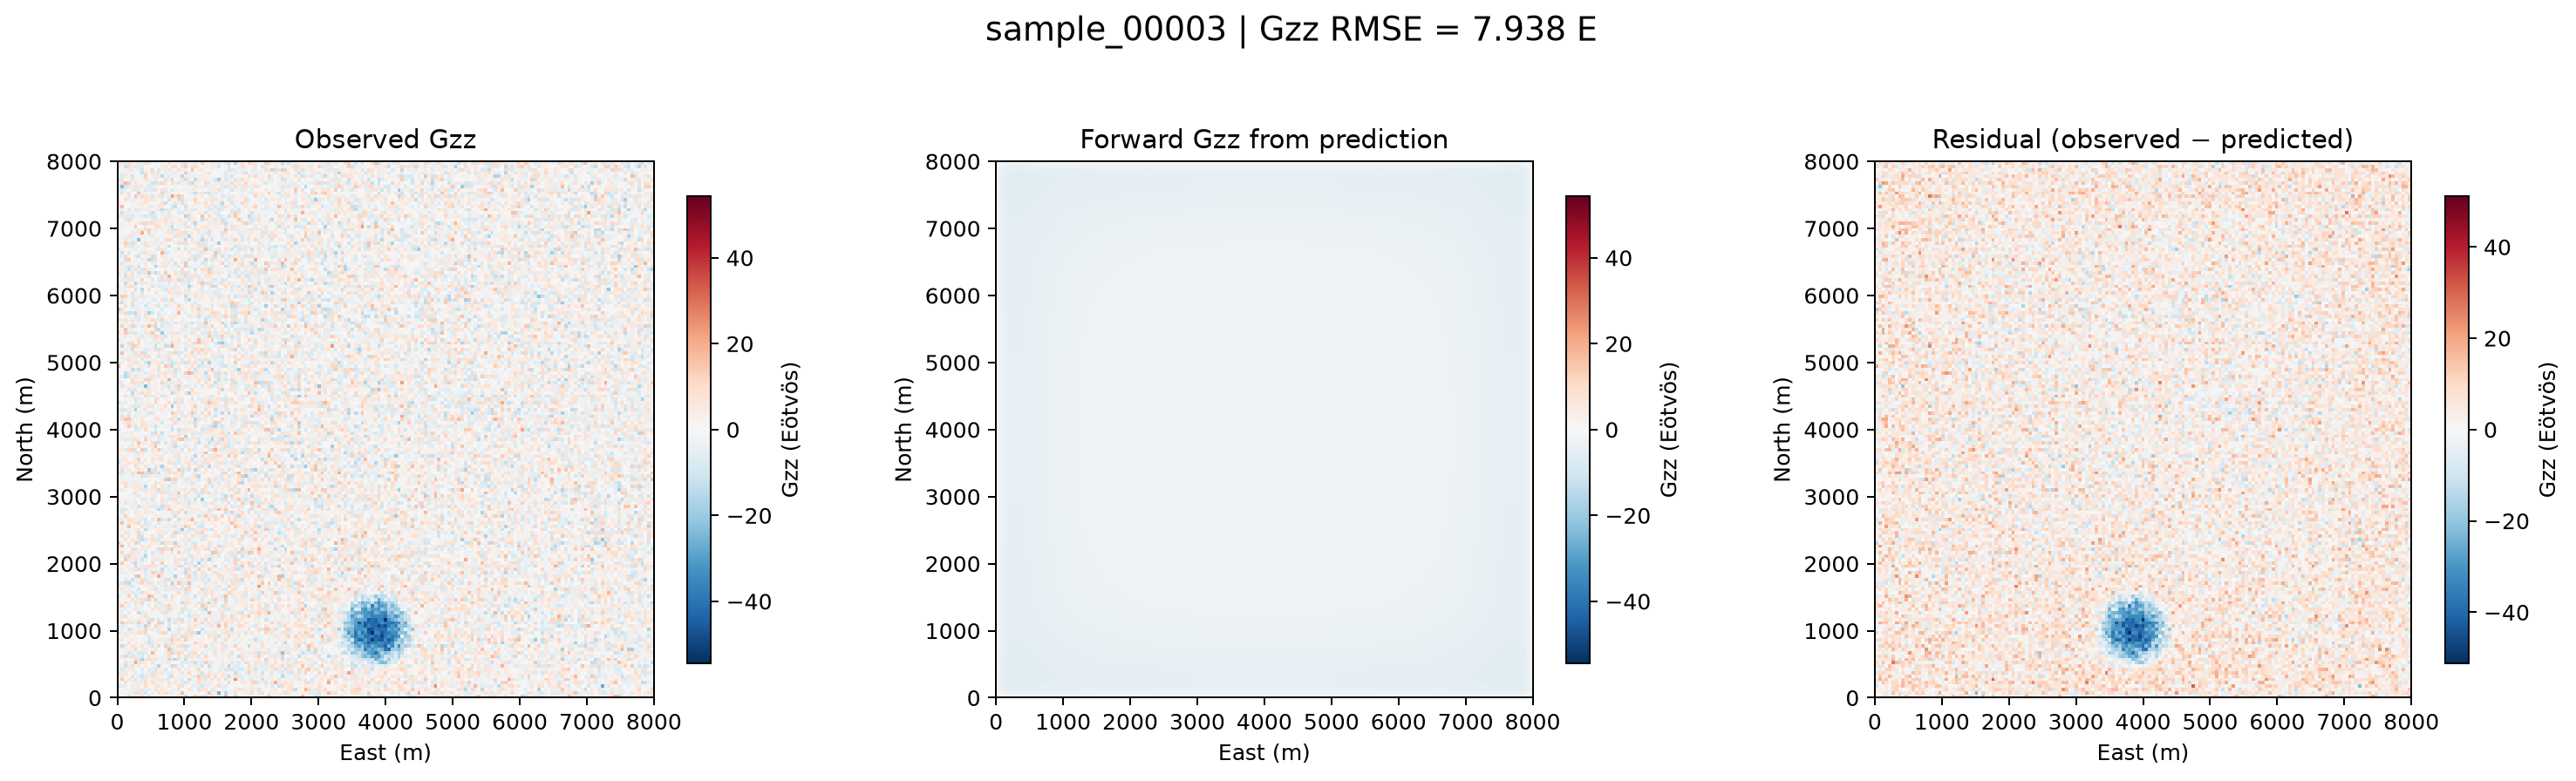 sample_00003 | Gzz RMSE = 7.938 E
Observed Gzz
8000
7000
6000
5000
4000
3000
2000
1000
0
North (m)
0 1000 2000 3000 4000 5000 6000 7000 8000
East (m)
40
20
0
−20
−40
Gzz (Eötvös)
Forward Gzz from prediction
8000
7000
6000
5000
4000
3000
2000
1000
0
North (m)
0 1000 2000 3000 4000 5000 6000 7000 8000
East (m)
40
20
0
−20
−40
Gzz (Eötvös)
Residual (observed − predicted)
8000
7000
6000
5000
4000
3000
2000
1000
0
North (m)
0 1000 2000 3000 4000 5000 6000 7000 8000
East (m)
40
20
0
−20
−40
Gzz (Eötvös)